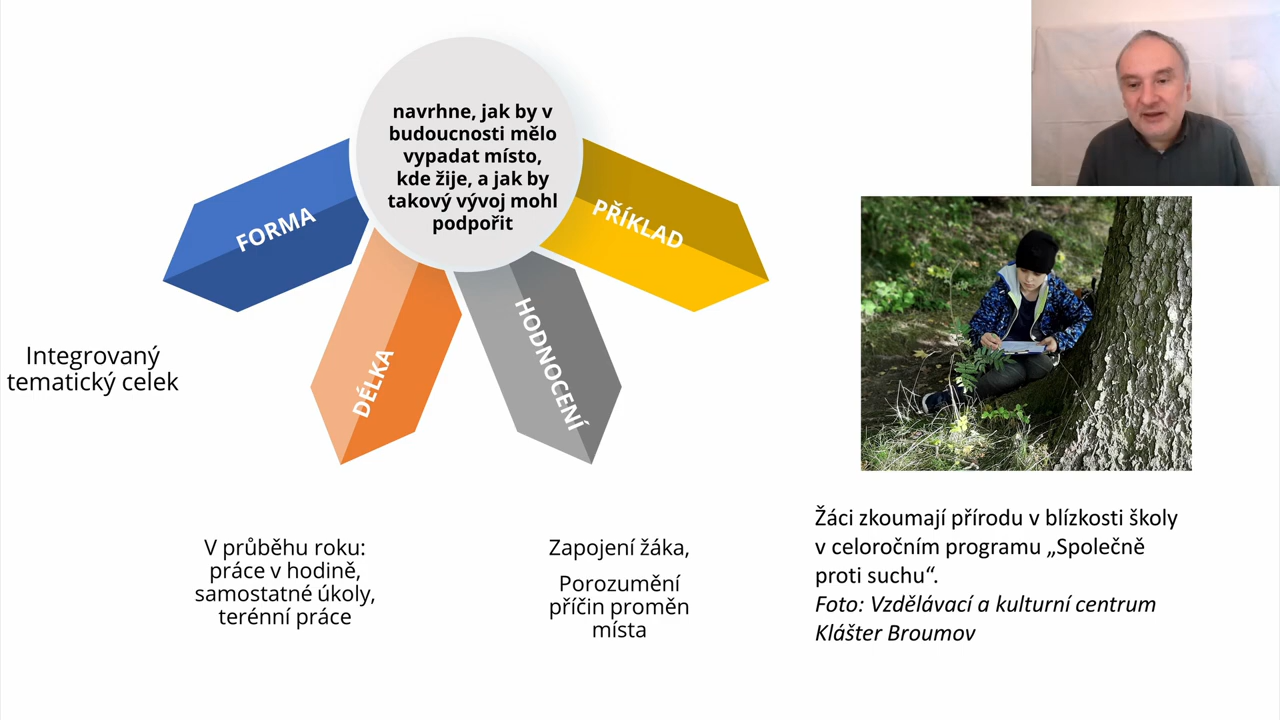 navrhne, jak by v
budoucnosti mělo
vypadat místo,
kde žije, a jak by
takový vývoj mohl
podpořit
FORMA
DÉLKA
HODNOCENÍ
PŘÍKLAD
Integrovaný
tematický celek
V průběhu roku:
práce v hodině,
samostatné úkoly,
terénní práce
Zapojení žáka,
Porozumění
příčin proměn
místa
Žáci zkoumají přírodu v blízkosti školy
v celoročním programu „Společně
proti suchu“.
Foto: Vzdělávací a kulturní centrum
Klášter Broumov